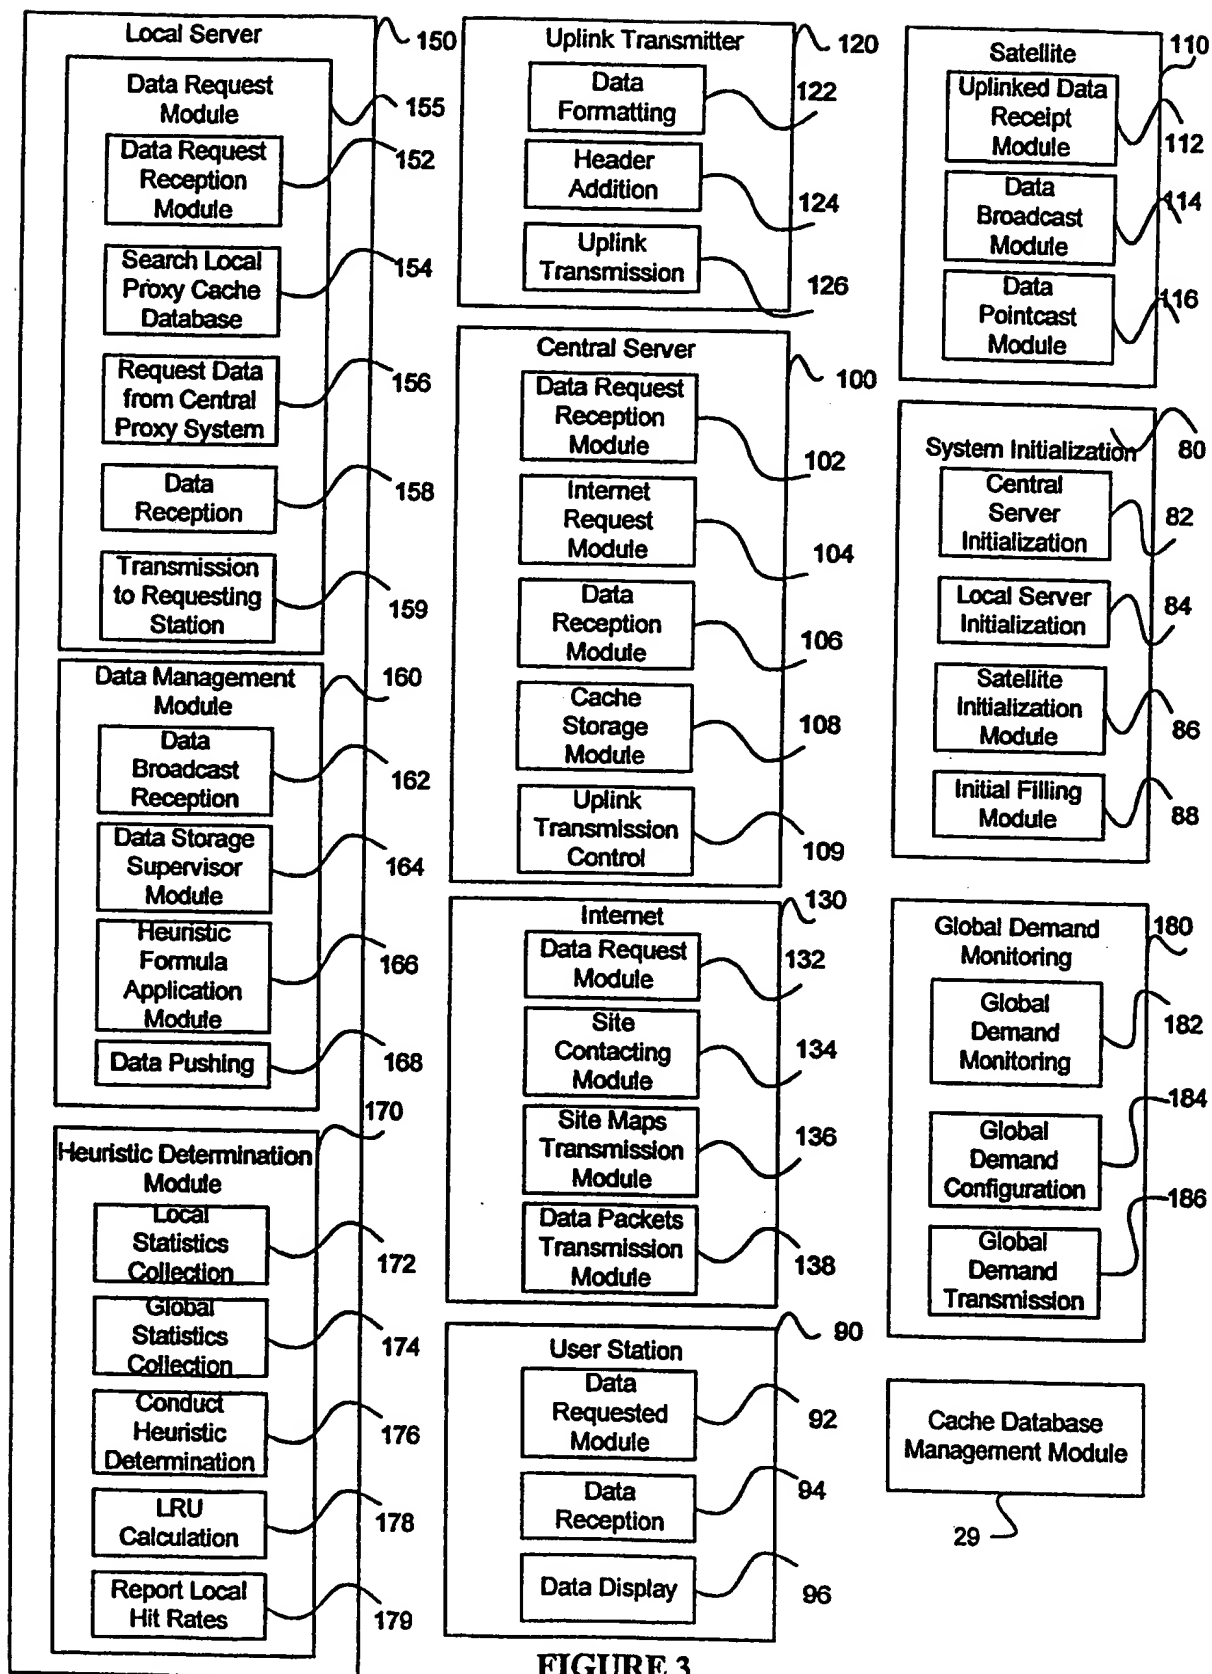 Local Server
150
Data Request
Module
155
Data Request
Reception
Module
152
Search Local
Proxy Cache
Database
154
Request Data
from Central
Proxy System
156
Data
Reception
158
Transmission
to Requesting
Station
159
Data Management
Module
160
Data
Broadcast
Reception
162
Data Storage
Supervisor
Module
164
Heuristic
Formula
Application
Module
166
Data Pushing
168
170
Heuristic Determination
Module
Local
Statistics
Collection
172
Global
Statistics
Collection
174
Conduct
Heuristic
Determination
176
LRU
Calculation
178
Report Local
Hit Rates
179
Uplink Transmitter
120
Data
Formatting
122
Header
Addition
124
Uplink
Transmission
126
Central Server
100
Data Request
Reception
Module
102
Internet
Request
Module
104
Data
Reception
Module
106
Cache
Storage
Module
108
Uplink
Transmission
Control
109
Internet
130
Data Request
Module
132
Site
Contacting
Module
134
Site Maps
Transmission
Module
136
Data Packets
Transmission
Module
138
User Station
90
Data
Requested
Module
92
Data
Reception
94
Data Display
96
Satellite
110
Uplinked Data
Receipt
Module
112
Data
Broadcast
Module
114
Data
Pointcast
Module
116
System Initialization
80
Central
Server
Initialization
82
Local Server
Initialization
84
Satellite
Initialization
Module
86
Initial Filling
Module
88
Global Demand
Monitoring
180
Global
Demand
Monitoring
182
Global
Demand
Configuration
184
Global
Demand
Transmission
186
Cache Database
Management Module
29
FIGURE 3